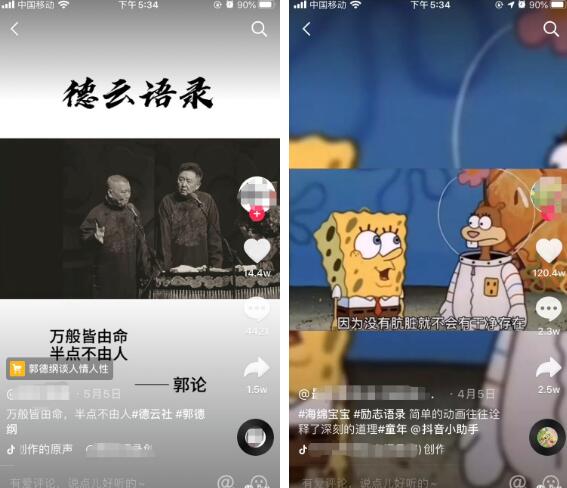 中国移动 下午5:34 90%
德云语录
14.4w
4421
万般皆由命
半点不由人
郭德纲谈人情人性
—— 郭论
1.5w
@ · 5月5日
万般皆由命，半点不由人#德云社 #郭德
纲
创作的原声
有爱评论，说点儿好听的~
中国移动 下午5:34 90%
120.4w
因为没有肮脏就不会有干净存在
2.3w
2.5w
@ · 4月5日
#海绵宝宝 #励志语录 简单的动画往往诠
释了深刻的道理#童年 @抖音小助手
创作
有爱评论，说点儿好听的~